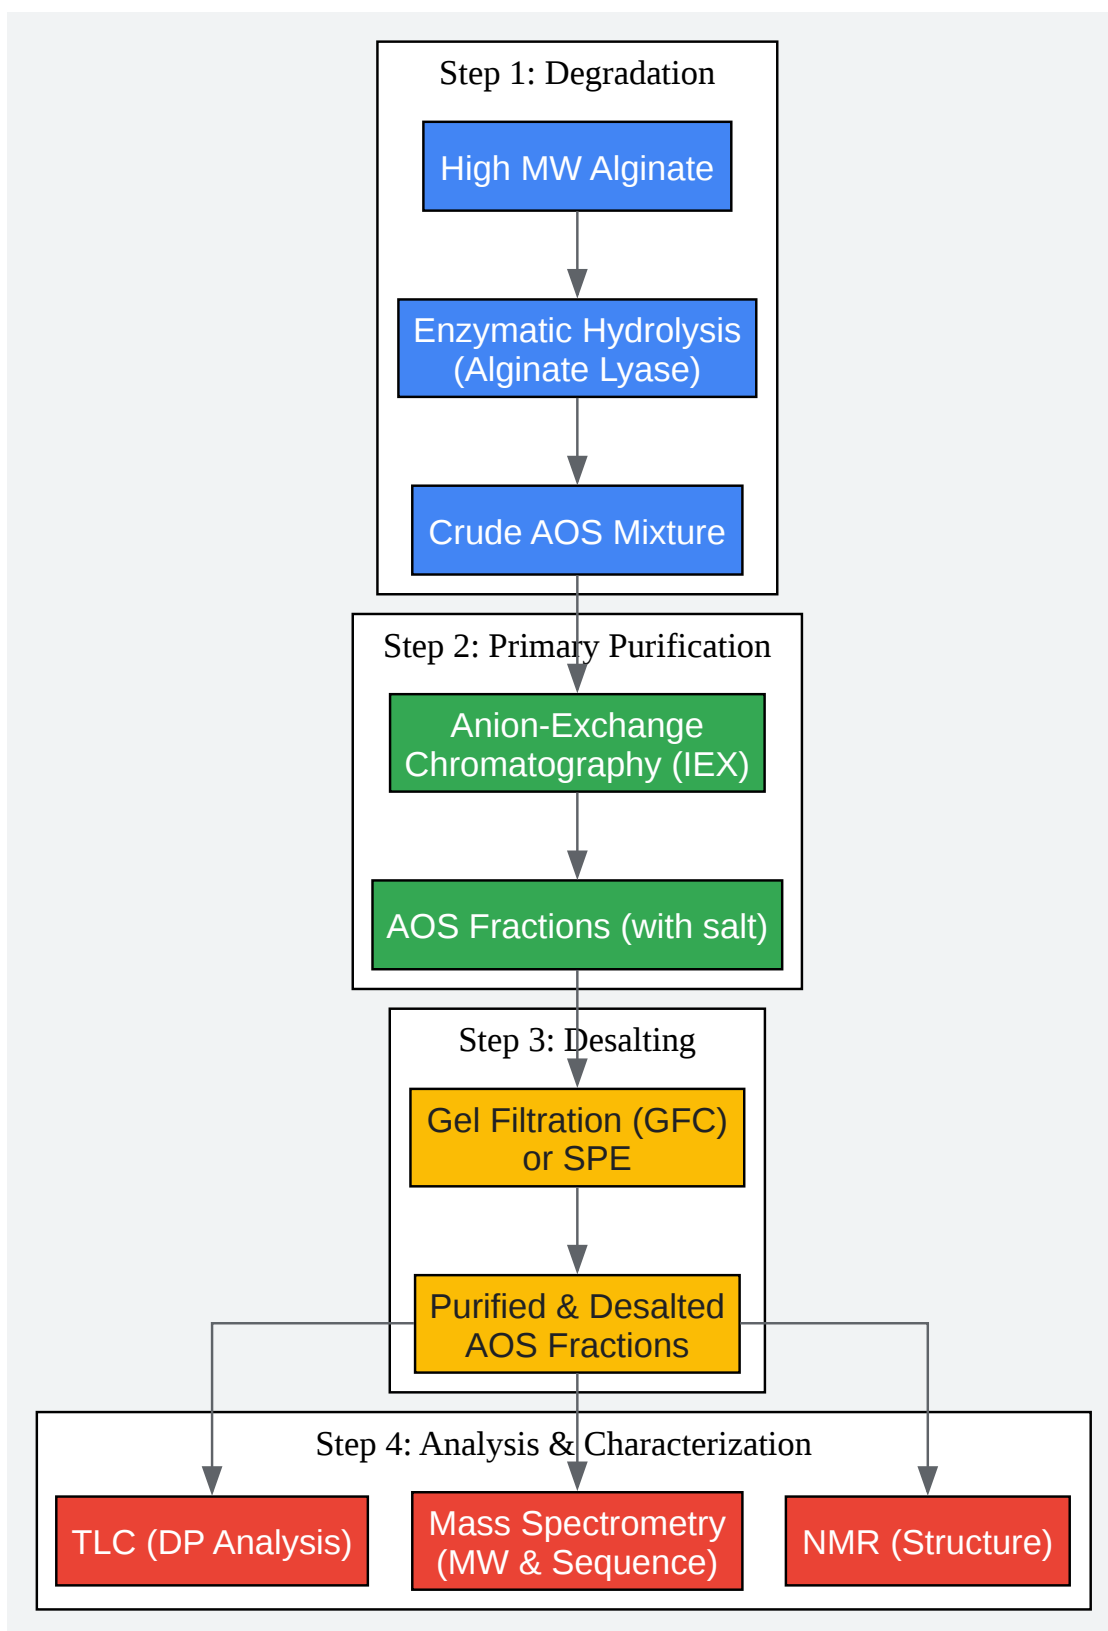 Step 1: Degradation
High MW Alginate
Enzymatic Hydrolysis
(Alginate Lyase)
Crude AOS Mixture
Step 2: Primary Purification
Anion-Exchange
Chromatography (IEX)
AOS Fractions (with salt)
Step 3: Desalting
Gel Filtration (GFC)
or SPE
Purified & Desalted
AOS Fractions
Step 4: Analysis & Characterization
TLC (DP Analysis)
Mass Spectrometry
(MW & Sequence)
NMR (Structure)